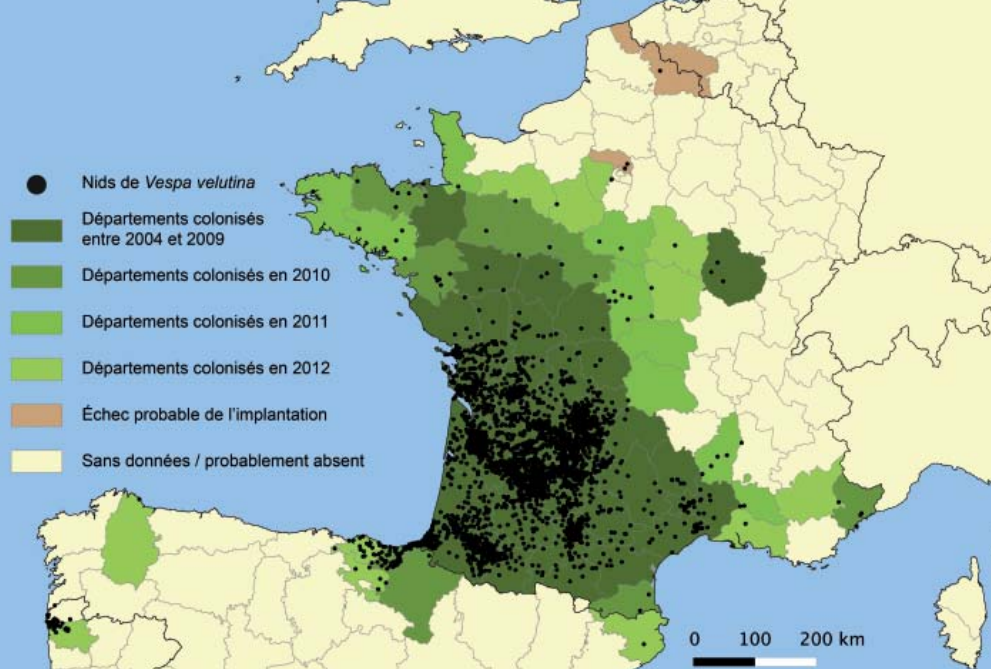 Nids de Vespa velutina
Départements colonisés
entre 2004 et 2009
Départements colonisés en 2010
Départements colonisés en 2011
Départements colonisés en 2012
Échec probable de l'implantation
Sans données / probablement absent
0 100 200 km